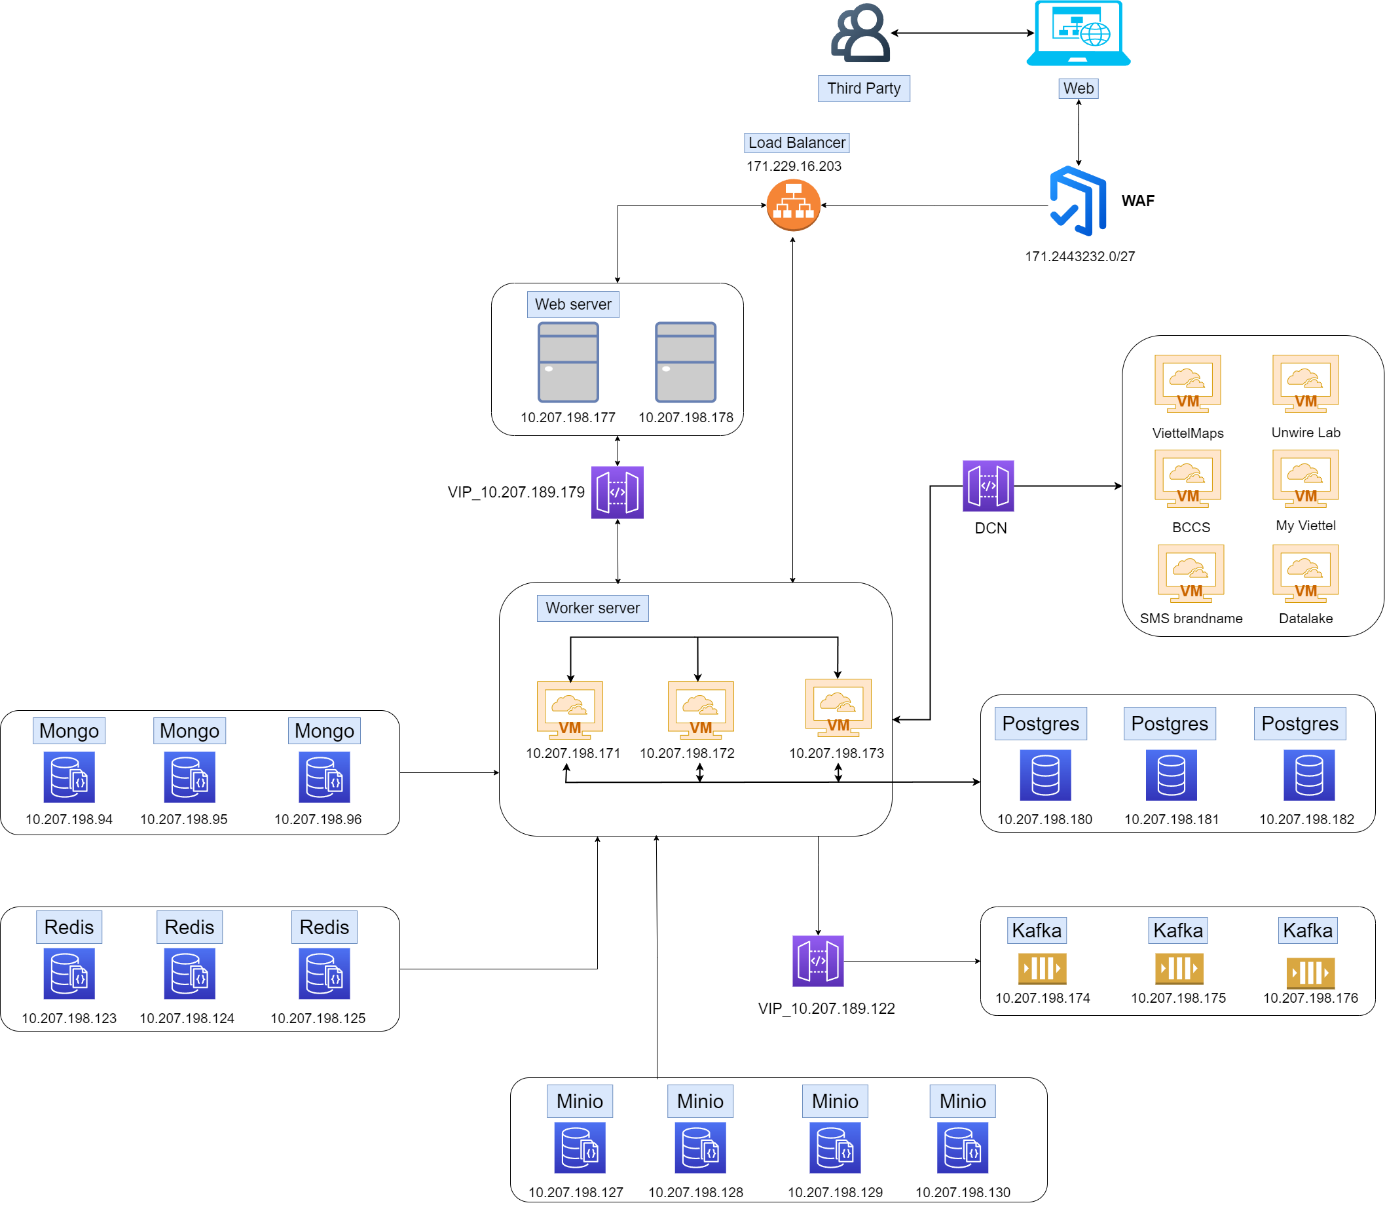 Third Party
Web
Load Balancer
171.229.16.203
WAF
171.2443232.0/27
Web server
10.207.198.177
10.207.198.178
VIP_10.207.189.179
DCN
VM
VM
ViettelMaps
Unwire Lab
VM
VM
BCCS
My Viettel
VM
VM
SMS brandname
Datalake
Worker server
VM
VM
VM
10.207.198.171
10.207.198.172
10.207.198.173
Mongo
Mongo
Mongo
10.207.198.94
10.207.198.95
10.207.198.96
Postgres
Postgres
Postgres
10.207.198.180
10.207.198.181
10.207.198.182
Redis
Redis
Redis
10.207.198.123
10.207.198.124
10.207.198.125
VIP_10.207.189.122
Kafka
Kafka
Kafka
10.207.198.174
10.207.198.175
10.207.198.176
Minio
Minio
Minio
Minio
10.207.198.127
10.207.198.128
10.207.198.129
10.207.198.130